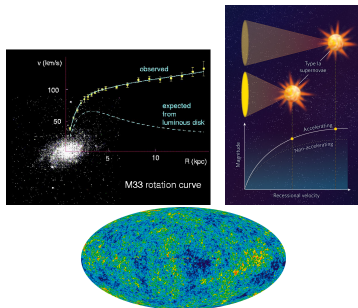 v (km/s)
observed
100
expected
from
luminous disk
50
5
10
R (kpc)
M33 rotation curve
Type Ia
supernovae
Magnitude
Accelerating
Non-Accelerating
Recessional velocity